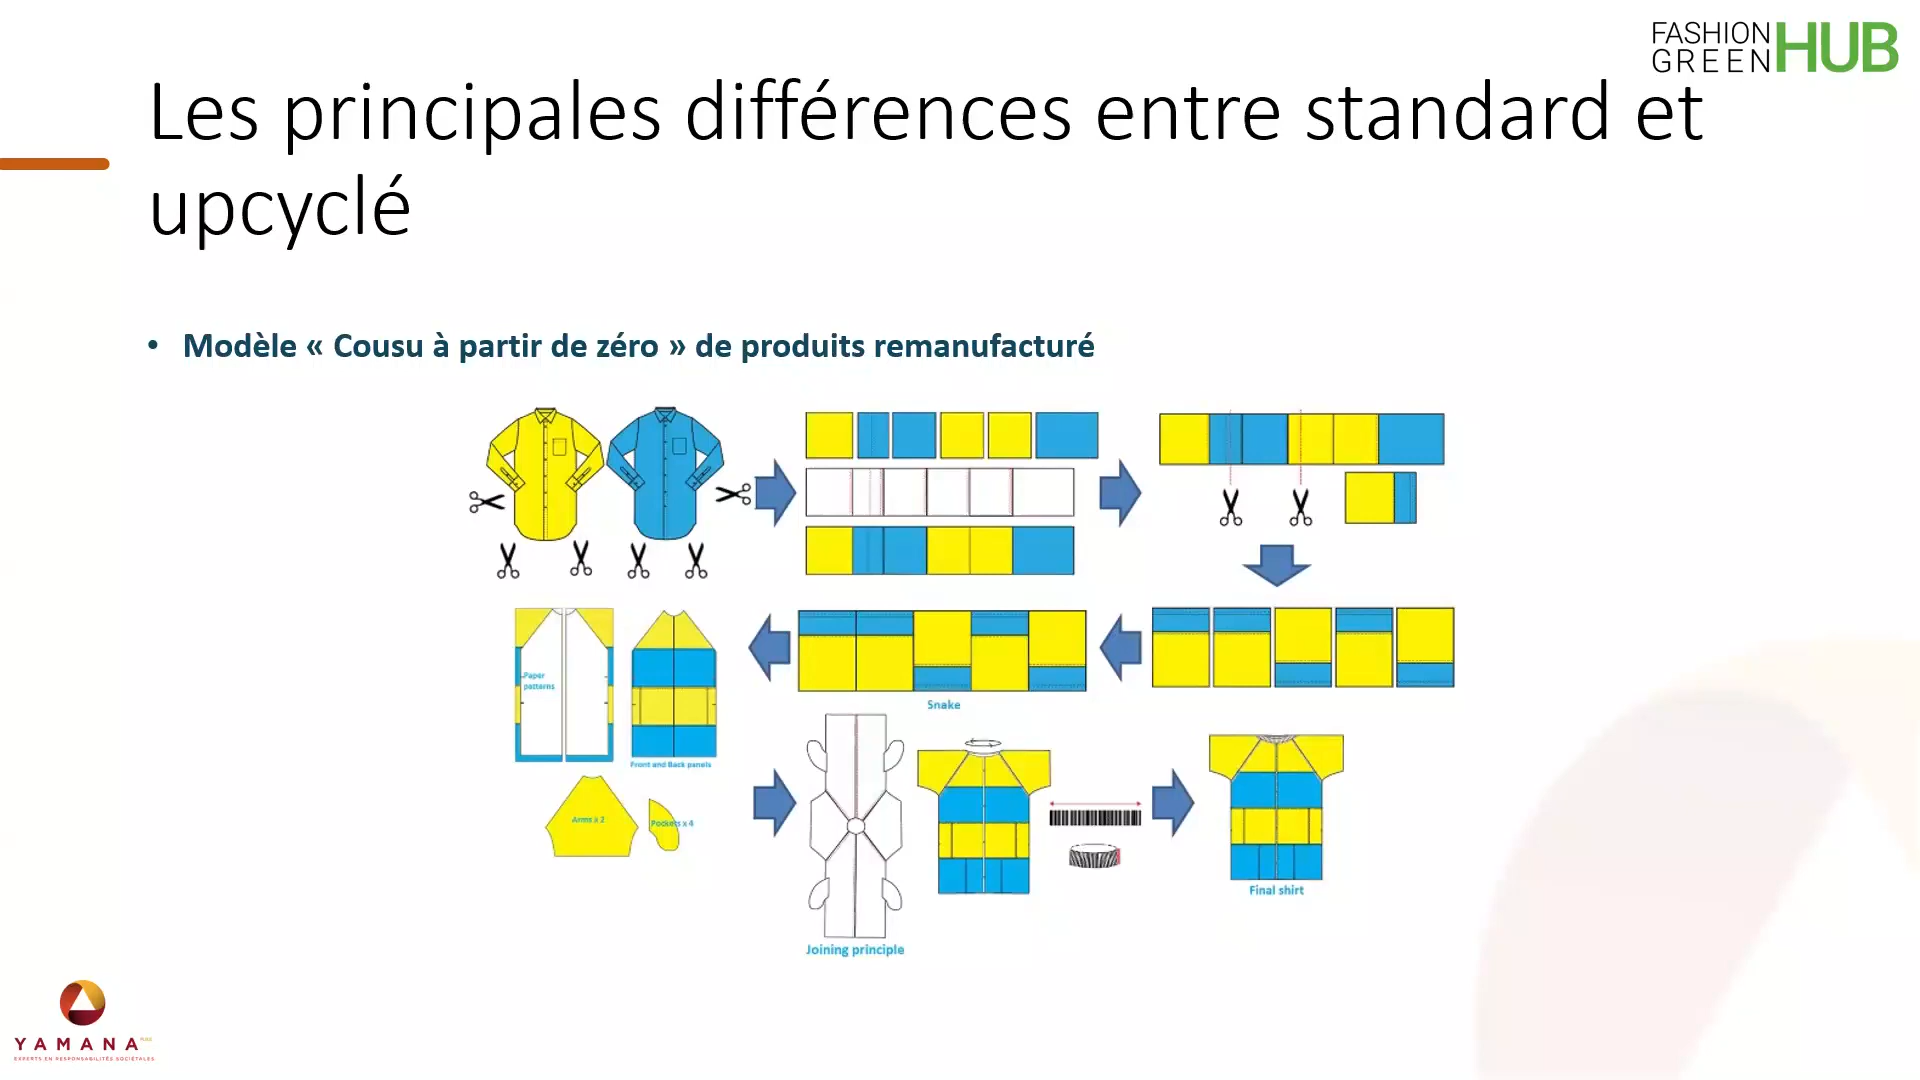 FASHION
GREEN HUB
Les principales différences entre standard et
upcyclé
• Modèle « Cousu à partir de zéro » de produits remanufacturé
Paper
patterns
Front and Back panels
Snake
Arms x 2
Pockets x 4
Joining principle
Final shirt
YAMANA
EXPERTS EN RESPONSABILITÉS SOCIÉTALES